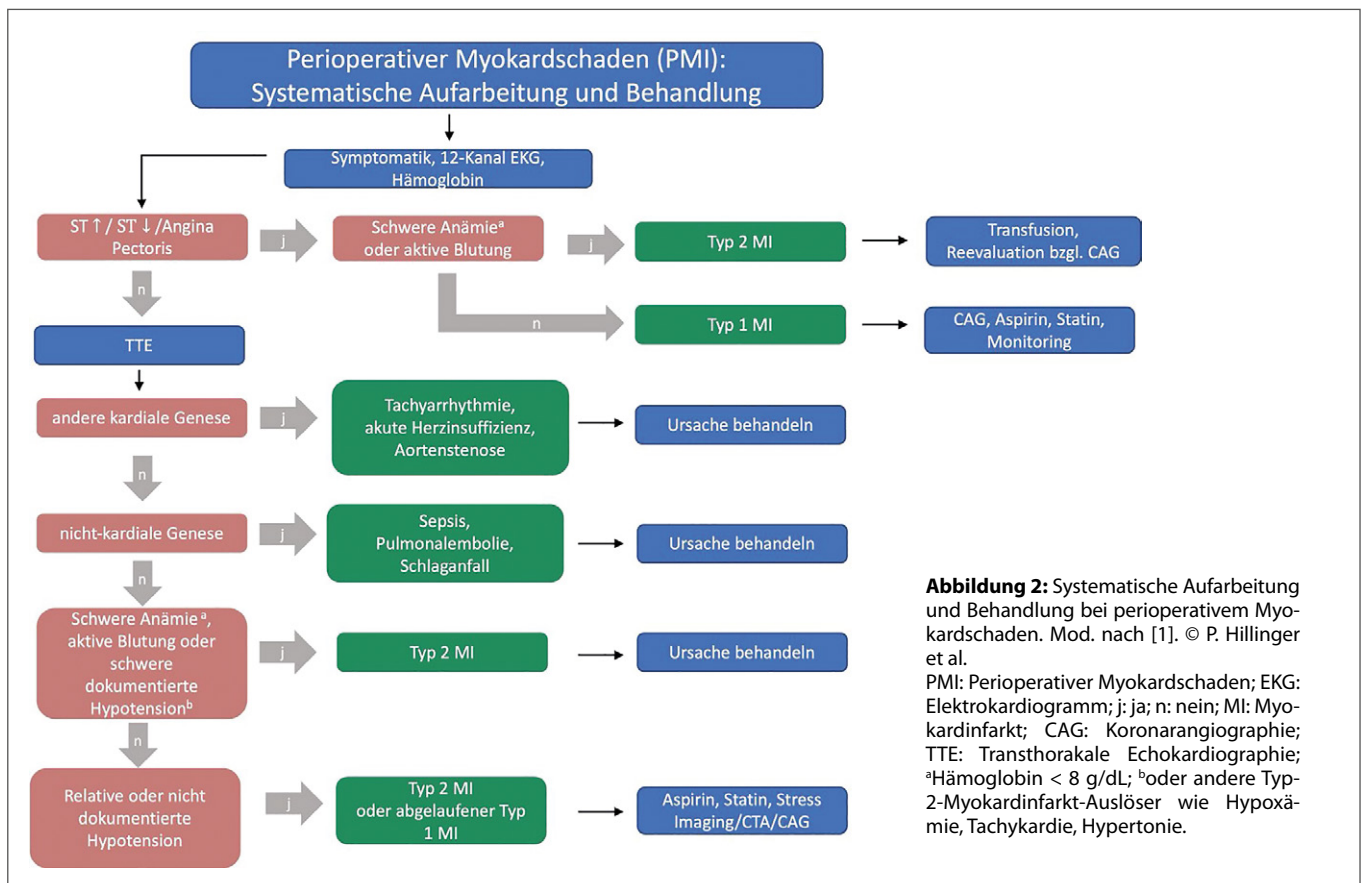 Perioperativer Myokardschaden (PMI):
Systematische Aufarbeitung und Behandlung
Symptomatik, 12-Kanal EKG,
Hämoglobin
ST ↑ / ST ↓ /Angina
Pectoris
j
Schwere Anämieᵃ
oder aktive Blutung
j
Typ 2 MI
Transfusion,
Reevaluation bzgl. CAG
n
n
Typ 1 MI
CAG, Aspirin, Statin,
Monitoring
TTE
andere kardiale Genese
j
Tachyarrhythmie,
akute Herzinsuffizienz,
Aortenstenose
Ursache behandeln
n
nicht-kardiale Genese
j
Sepsis,
Pulmonalembolie,
Schlaganfall
Ursache behandeln
n
Schwere Anämie ᵃ,
aktive Blutung oder
schwere
dokumentierte
Hypotensionᵇ
j
Typ 2 MI
Ursache behandeln
n
Relative oder nicht
dokumentierte
Hypotension
j
Typ 2 MI
oder abgelaufener Typ
1 MI
Aspirin, Statin, Stress
Imaging/CTA/CAG
Abbildung 2: Systematische Aufarbeitung
und Behandlung bei perioperativem Myo-
kardschaden. Mod. nach [1]. © P. Hillinger
et al.
PMI: Perioperativer Myokardschaden; EKG:
Elektrokardiogramm; j: ja; n: nein; MI: Myo-
kardinfarkt; CAG: Koronarangiographie;
TTE: Transthorakale Echokardiographie;
ᵃHämoglobin < 8 g/dL; ᵇoder andere Typ-
2-Myokardinfarkt-Auslöser wie Hypoxä-
mie, Tachykardie, Hypertonie.